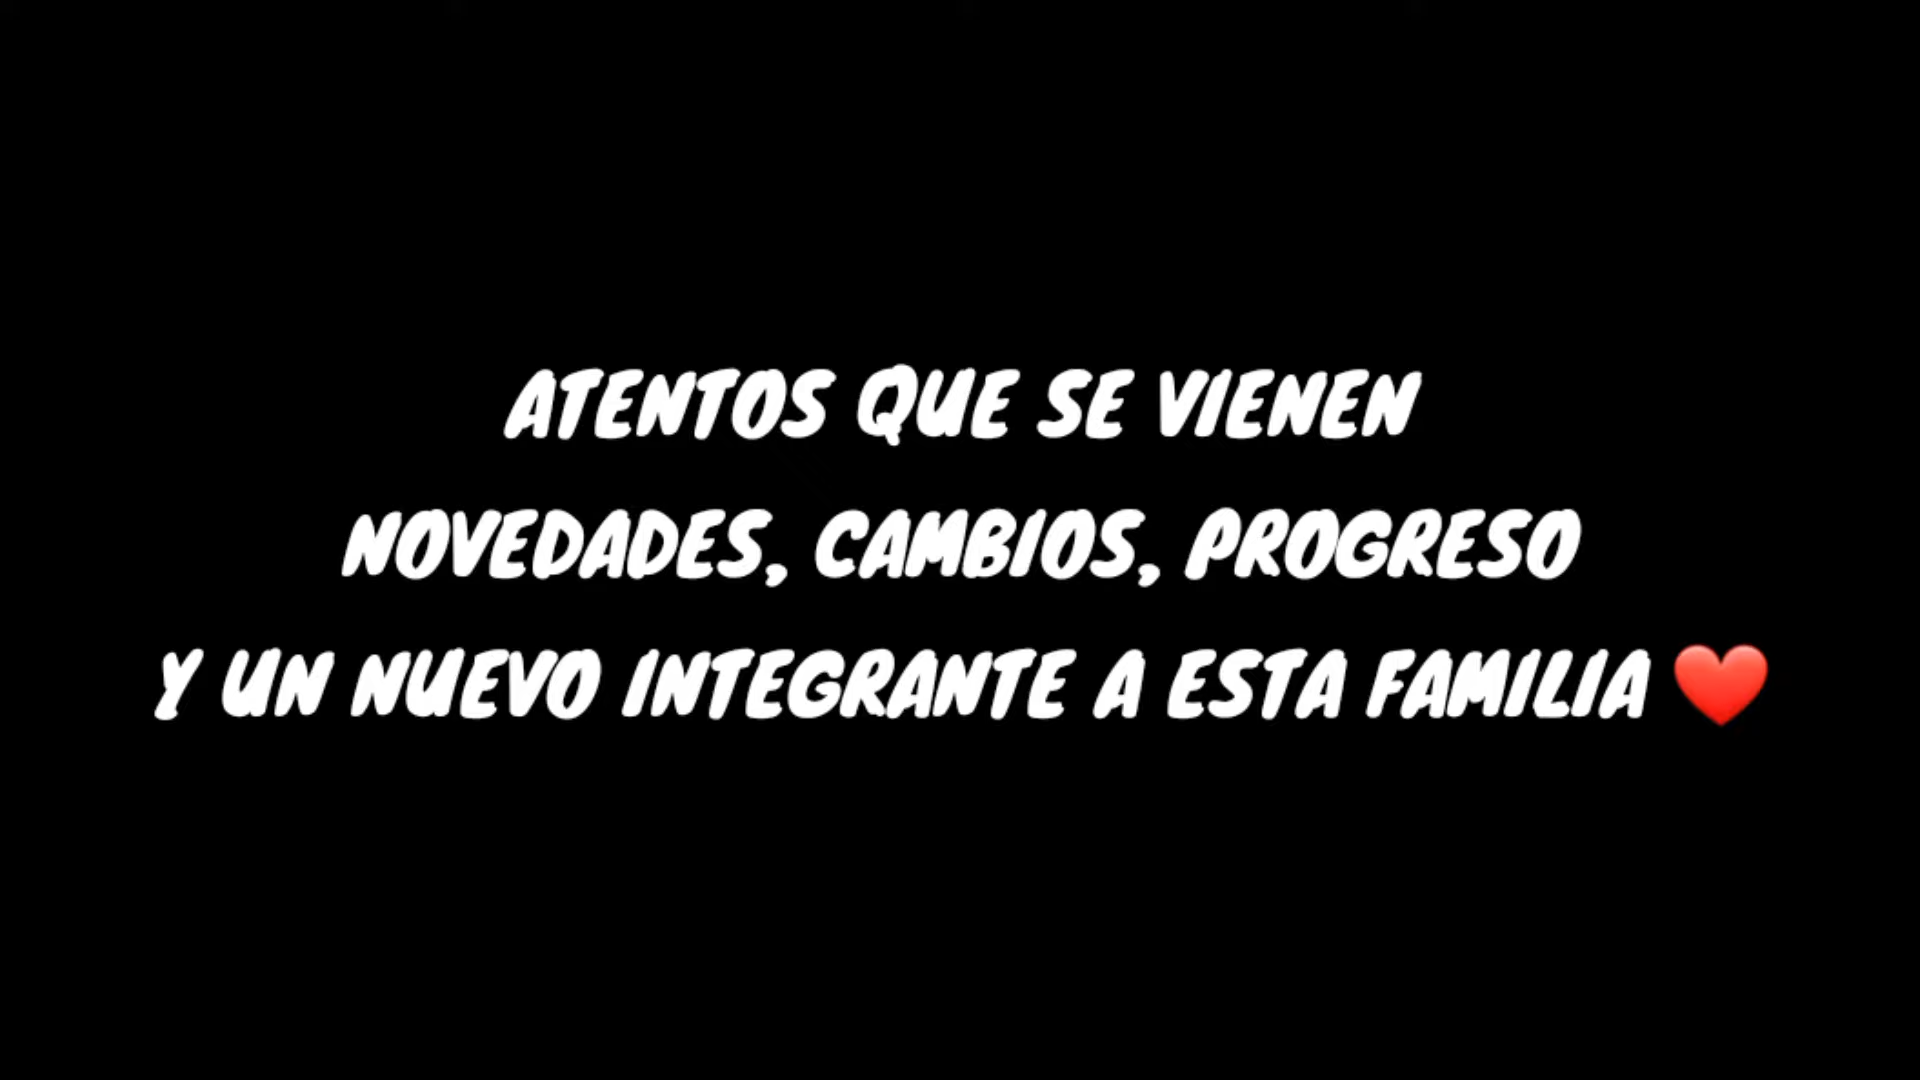 ATENTOS QUE SE VIENEN
NOVEDADES, CAMBIOS, PROGRESO
Y UN NUEVO INTEGRANTE A ESTA FAMILIA ❤️